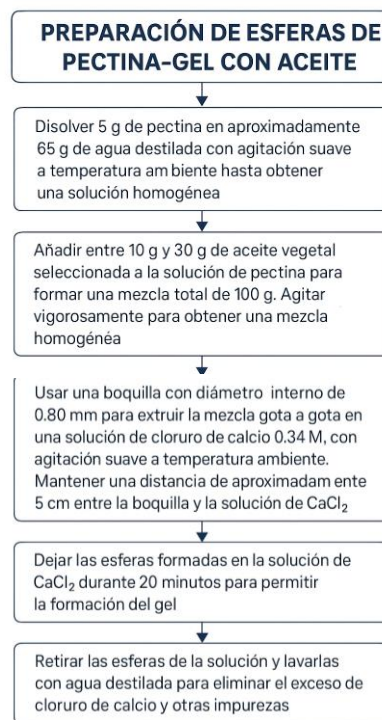 PREPARACIÓN DE ESFERAS DE
PECTINA-GEL CON ACEITE
Disolver 5 g de pectina en aproximadamente
65 g de agua destilada con agitación suave
a temperatura am biente hasta obtener
una solución homogénea
Añadir entre 10 g y 30 g de aceite vegetal
seleccionada a la solución de pectina para
formar una mezcla total de 100 g. Agitar
vigorosamente para obtener una mezcla
homogénéa
Usar una boquilla con diámetro interno de
0.80 mm para extruir la mezcla gota a gota en
una solución de cloruro de calcio 0.34 M, con
agitación suave a temperatura ambiente.
Mantener una distancia de aproximadam ente
5 cm entre la boquilla y la solución de CaCl₂
Dejar las esferas formadas en la solución de
CaCl₂ durante 20 minutos para permitir
la formación del gel
Retirar las esferas de la solución y lavarlas
con agua destilada para eliminar el exceso de
cloruro de calcio y otras impurezas